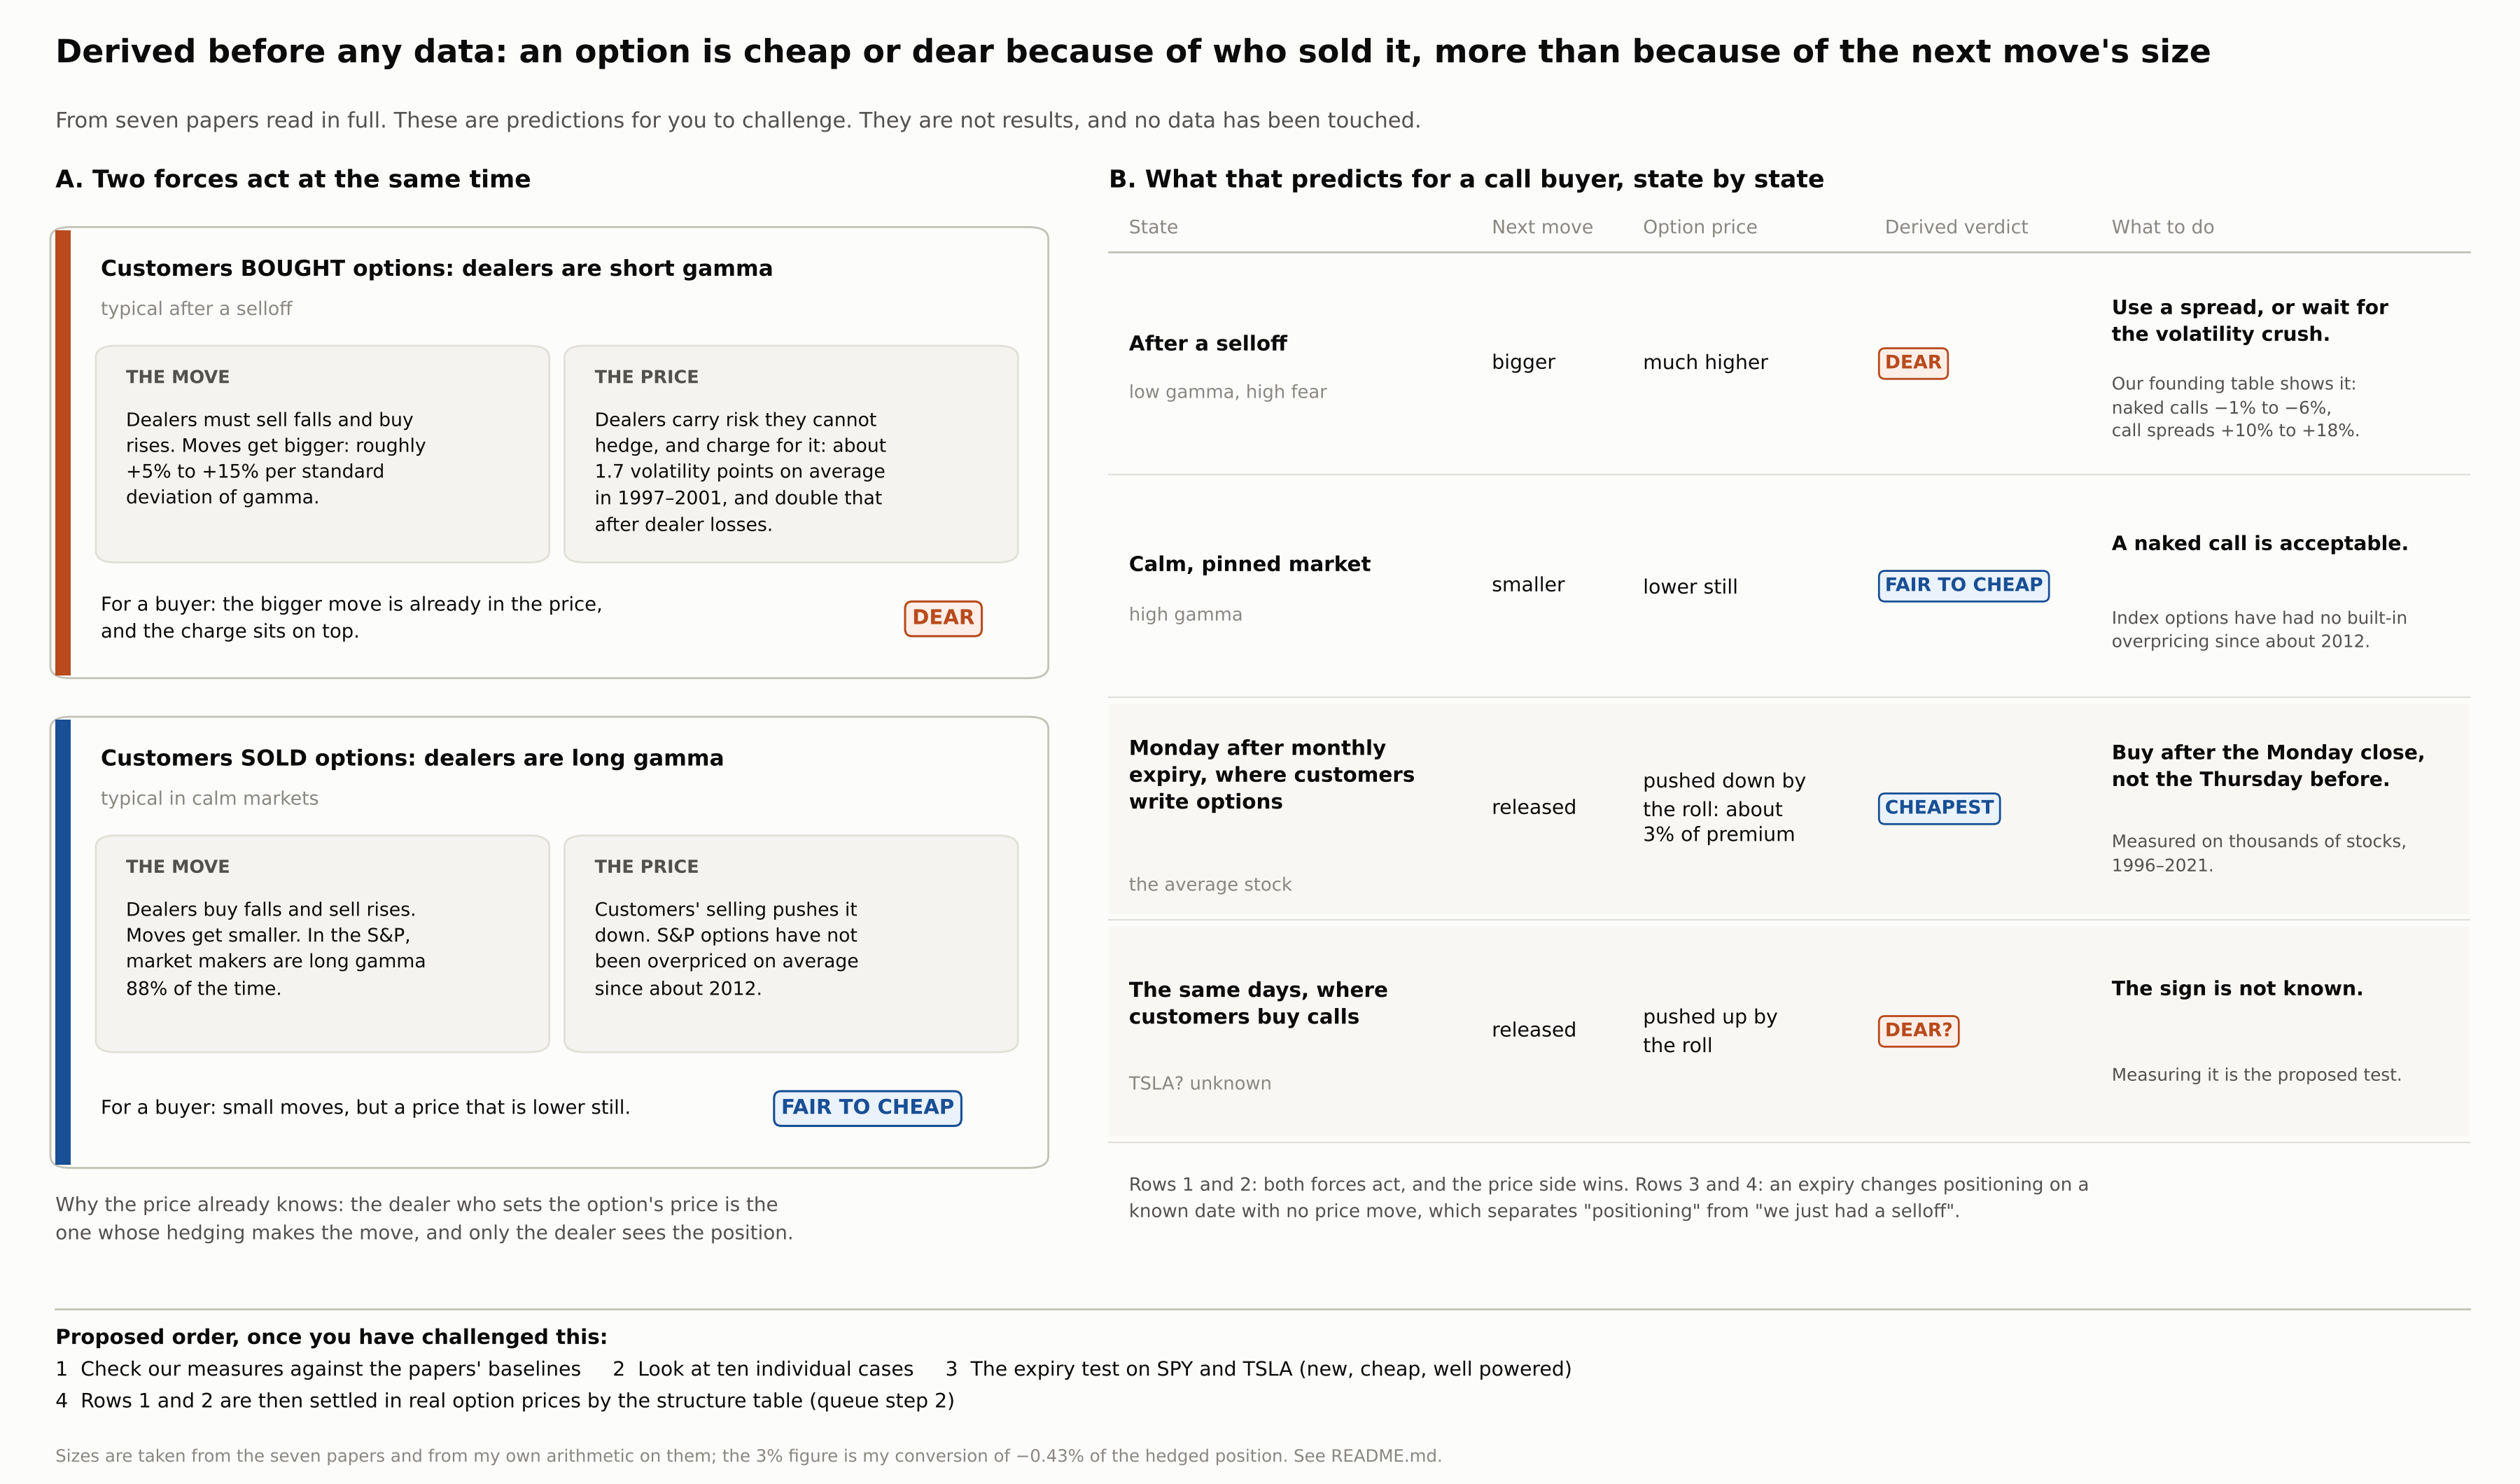 Derived before any data: an option is cheap or dear because of who sold it, more than because of the next move's size
From seven papers read in full. These are predictions for you to challenge. They are not results, and no data has been touched.
A. Two forces act at the same time
Customers BOUGHT options: dealers are short gamma
typical after a selloff
THE MOVE
Dealers must sell falls and buy
rises. Moves get bigger: roughly
+5% to +15% per standard
deviation of gamma.
THE PRICE
Dealers carry risk they cannot
hedge, and charge for it: about
1.7 volatility points on average
in 1997–2001, and double that
after dealer losses.
For a buyer: the bigger move is already in the price,
and the charge sits on top.
DEAR
Customers SOLD options: dealers are long gamma
typical in calm markets
THE MOVE
Dealers buy falls and sell rises.
Moves get smaller. In the S&P,
market makers are long gamma
88% of the time.
THE PRICE
Customers' selling pushes it
down. S&P options have not
been overpriced on average
since about 2012.
For a buyer: small moves, but a price that is lower still.
FAIR TO CHEAP
Why the price already knows: the dealer who sets the option's price is the
one whose hedging makes the move, and only the dealer sees the position.
B. What that predicts for a call buyer, state by state
State
Next move
Option price
Derived verdict
What to do
After a selloff
low gamma, high fear
bigger
much higher
DEAR
Use a spread, or wait for
the volatility crush.
Our founding table shows it:
naked calls −1% to −6%,
call spreads +10% to +18%.
Calm, pinned market
high gamma
smaller
lower still
FAIR TO CHEAP
A naked call is acceptable.
Index options have had no built-in
overpricing since about 2012.
Monday after monthly
expiry, where customers
write options
the average stock
released
pushed down by
the roll: about
3% of premium
CHEAPEST
Buy after the Monday close,
not the Thursday before.
Measured on thousands of stocks,
1996–2021.
The same days, where
customers buy calls
TSLA? unknown
released
pushed up by
the roll
DEAR?
The sign is not known.
Measuring it is the proposed test.
Rows 1 and 2: both forces act, and the price side wins. Rows 3 and 4: an expiry changes positioning on a
known date with no price move, which separates "positioning" from "we just had a selloff".
Proposed order, once you have challenged this:
1 Check our measures against the papers' baselines 2 Look at ten individual cases 3 The expiry test on SPY and TSLA (new, cheap, well powered)
4 Rows 1 and 2 are then settled in real option prices by the structure table (queue step 2)
Sizes are taken from the seven papers and from my own arithmetic on them; the 3% figure is my conversion of −0.43% of the hedged position. See README.md.